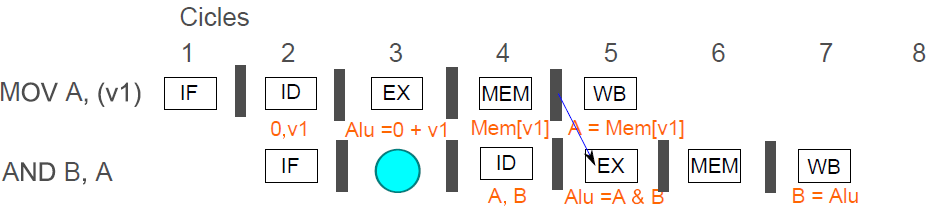 Cicles
1 2 3 4 5 6 7 8
MOV A, (v1) IF ID EX MEM WB
0,v1 Alu =0 + v1 Mem[v1] A = Mem[v1]
AND B, A IF ID EX MEM WB
A, B Alu =A & B B = Alu